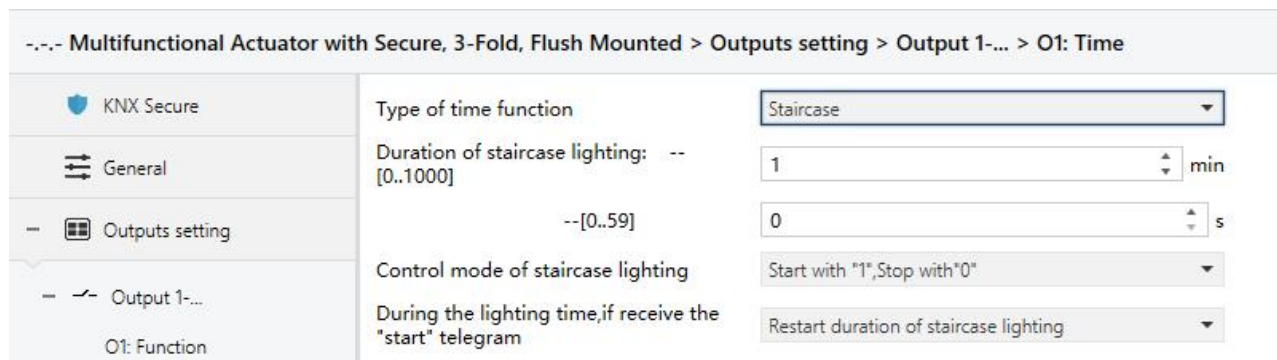 -.-.- Multifunctional Actuator with Secure, 3-Fold, Flush Mounted > Outputs setting > Output 1-... > O1: Time
KNX Secure
General
Outputs setting
Output 1-...
O1: Function
Type of time function
Staircase
Duration of staircase lighting: --
[0..1000]
1
min
--[0..59]
0
s
Control mode of staircase lighting
Start with "1",Stop with"0"
During the lighting time,if receive the
"start" telegram
Restart duration of staircase lighting